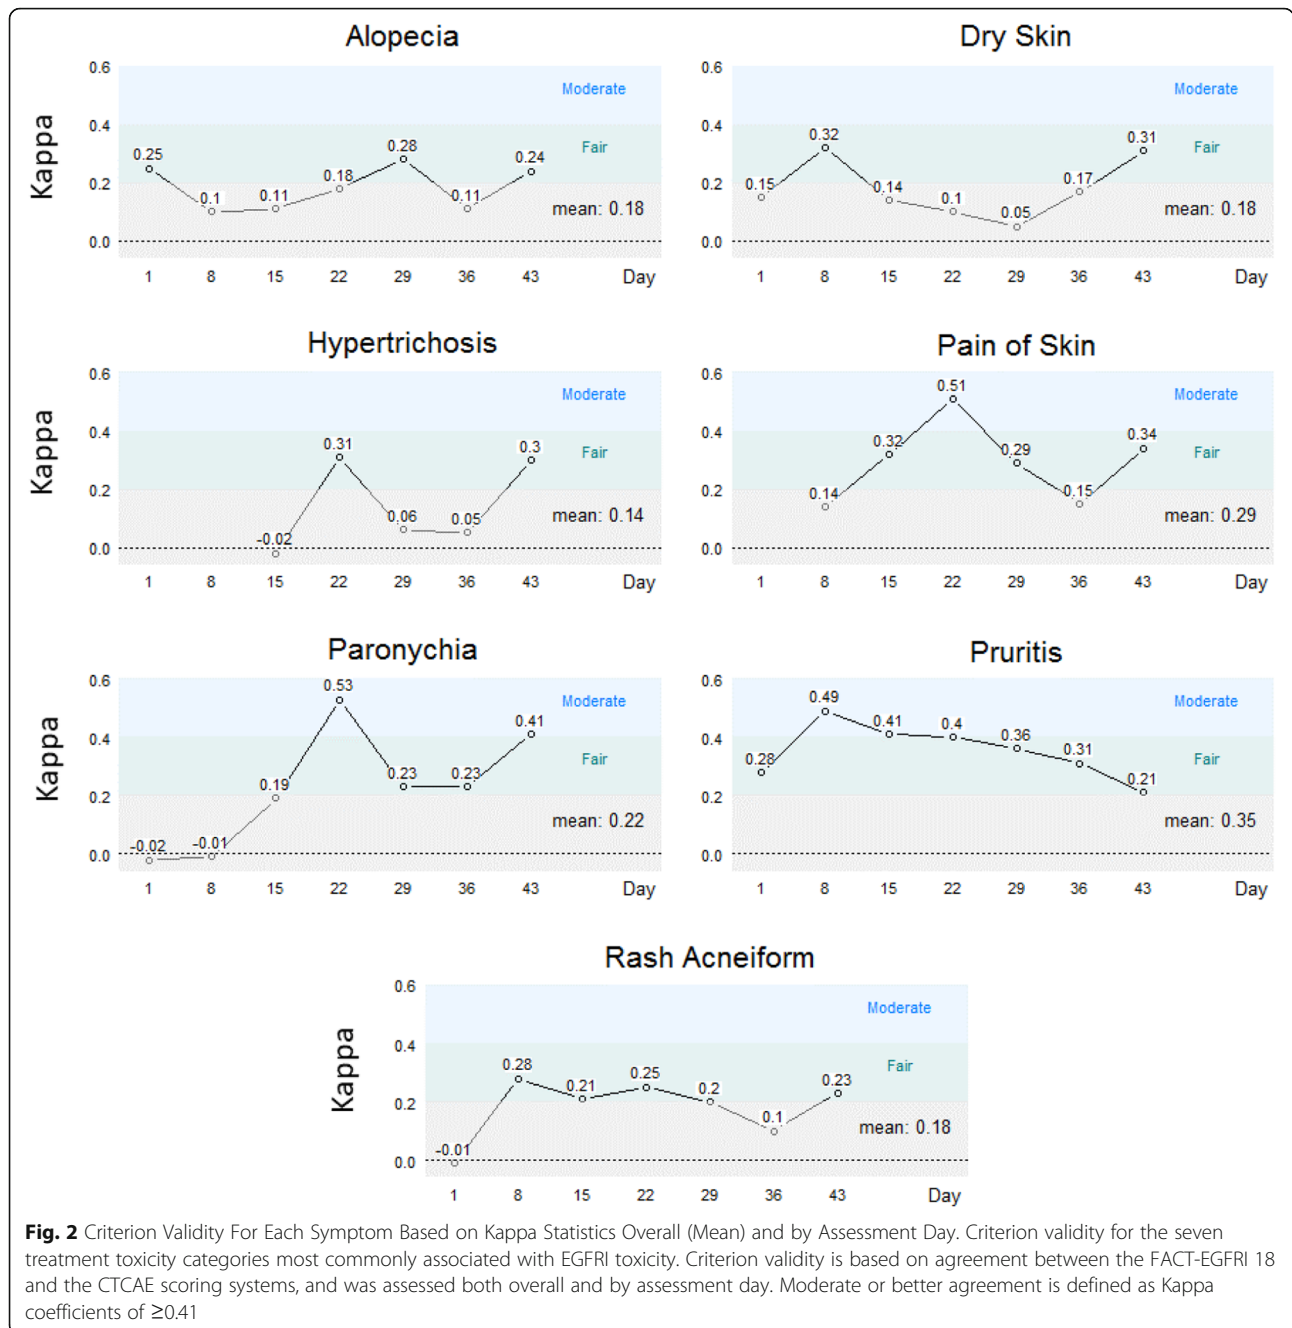 Alopecia
Kappa
0.6
0.4
0.2
0.0
Moderate
Fair
mean: 0.18
0.25
0.1
0.11
0.18
0.28
0.11
0.24
1 8 15 22 29 36 43 Day
Dry Skin
0.6
0.4
0.2
0.0
Moderate
Fair
mean: 0.18
0.15
0.32
0.14
0.1
0.05
0.17
0.31
1 8 15 22 29 36 43 Day
Hypertrichosis
Kappa
0.6
0.4
0.2
0.0
Moderate
Fair
mean: 0.14
-0.02
0.31
0.06
0.05
0.3
1 8 15 22 29 36 43 Day
Pain of Skin
0.6
0.4
0.2
0.0
Moderate
Fair
mean: 0.29
0.14
0.32
0.51
0.29
0.15
0.34
1 8 15 22 29 36 43 Day
Paronychia
Kappa
0.6
0.4
0.2
0.0
Moderate
Fair
mean: 0.22
-0.02
-0.01
0.19
0.53
0.23
0.23
0.41
1 8 15 22 29 36 43 Day
Pruritis
0.6
0.4
0.2
0.0
Moderate
Fair
mean: 0.35
0.28
0.49
0.41
0.4
0.36
0.31
0.21
1 8 15 22 29 36 43 Day
Rash Acneiform
Kappa
0.6
0.4
0.2
0.0
Moderate
Fair
mean: 0.18
-0.01
0.28
0.21
0.25
0.2
0.1
0.23
1 8 15 22 29 36 43 Day
Fig. 2 Criterion Validity For Each Symptom Based on Kappa Statistics Overall (Mean) and by Assessment Day. Criterion validity for the seven
treatment toxicity categories most commonly associated with EGFRI toxicity. Criterion validity is based on agreement between the FACT-EGFRI 18
and the CTCAE scoring systems, and was assessed both overall and by assessment day. Moderate or better agreement is defined as Kappa
coefficients of ≥0.41